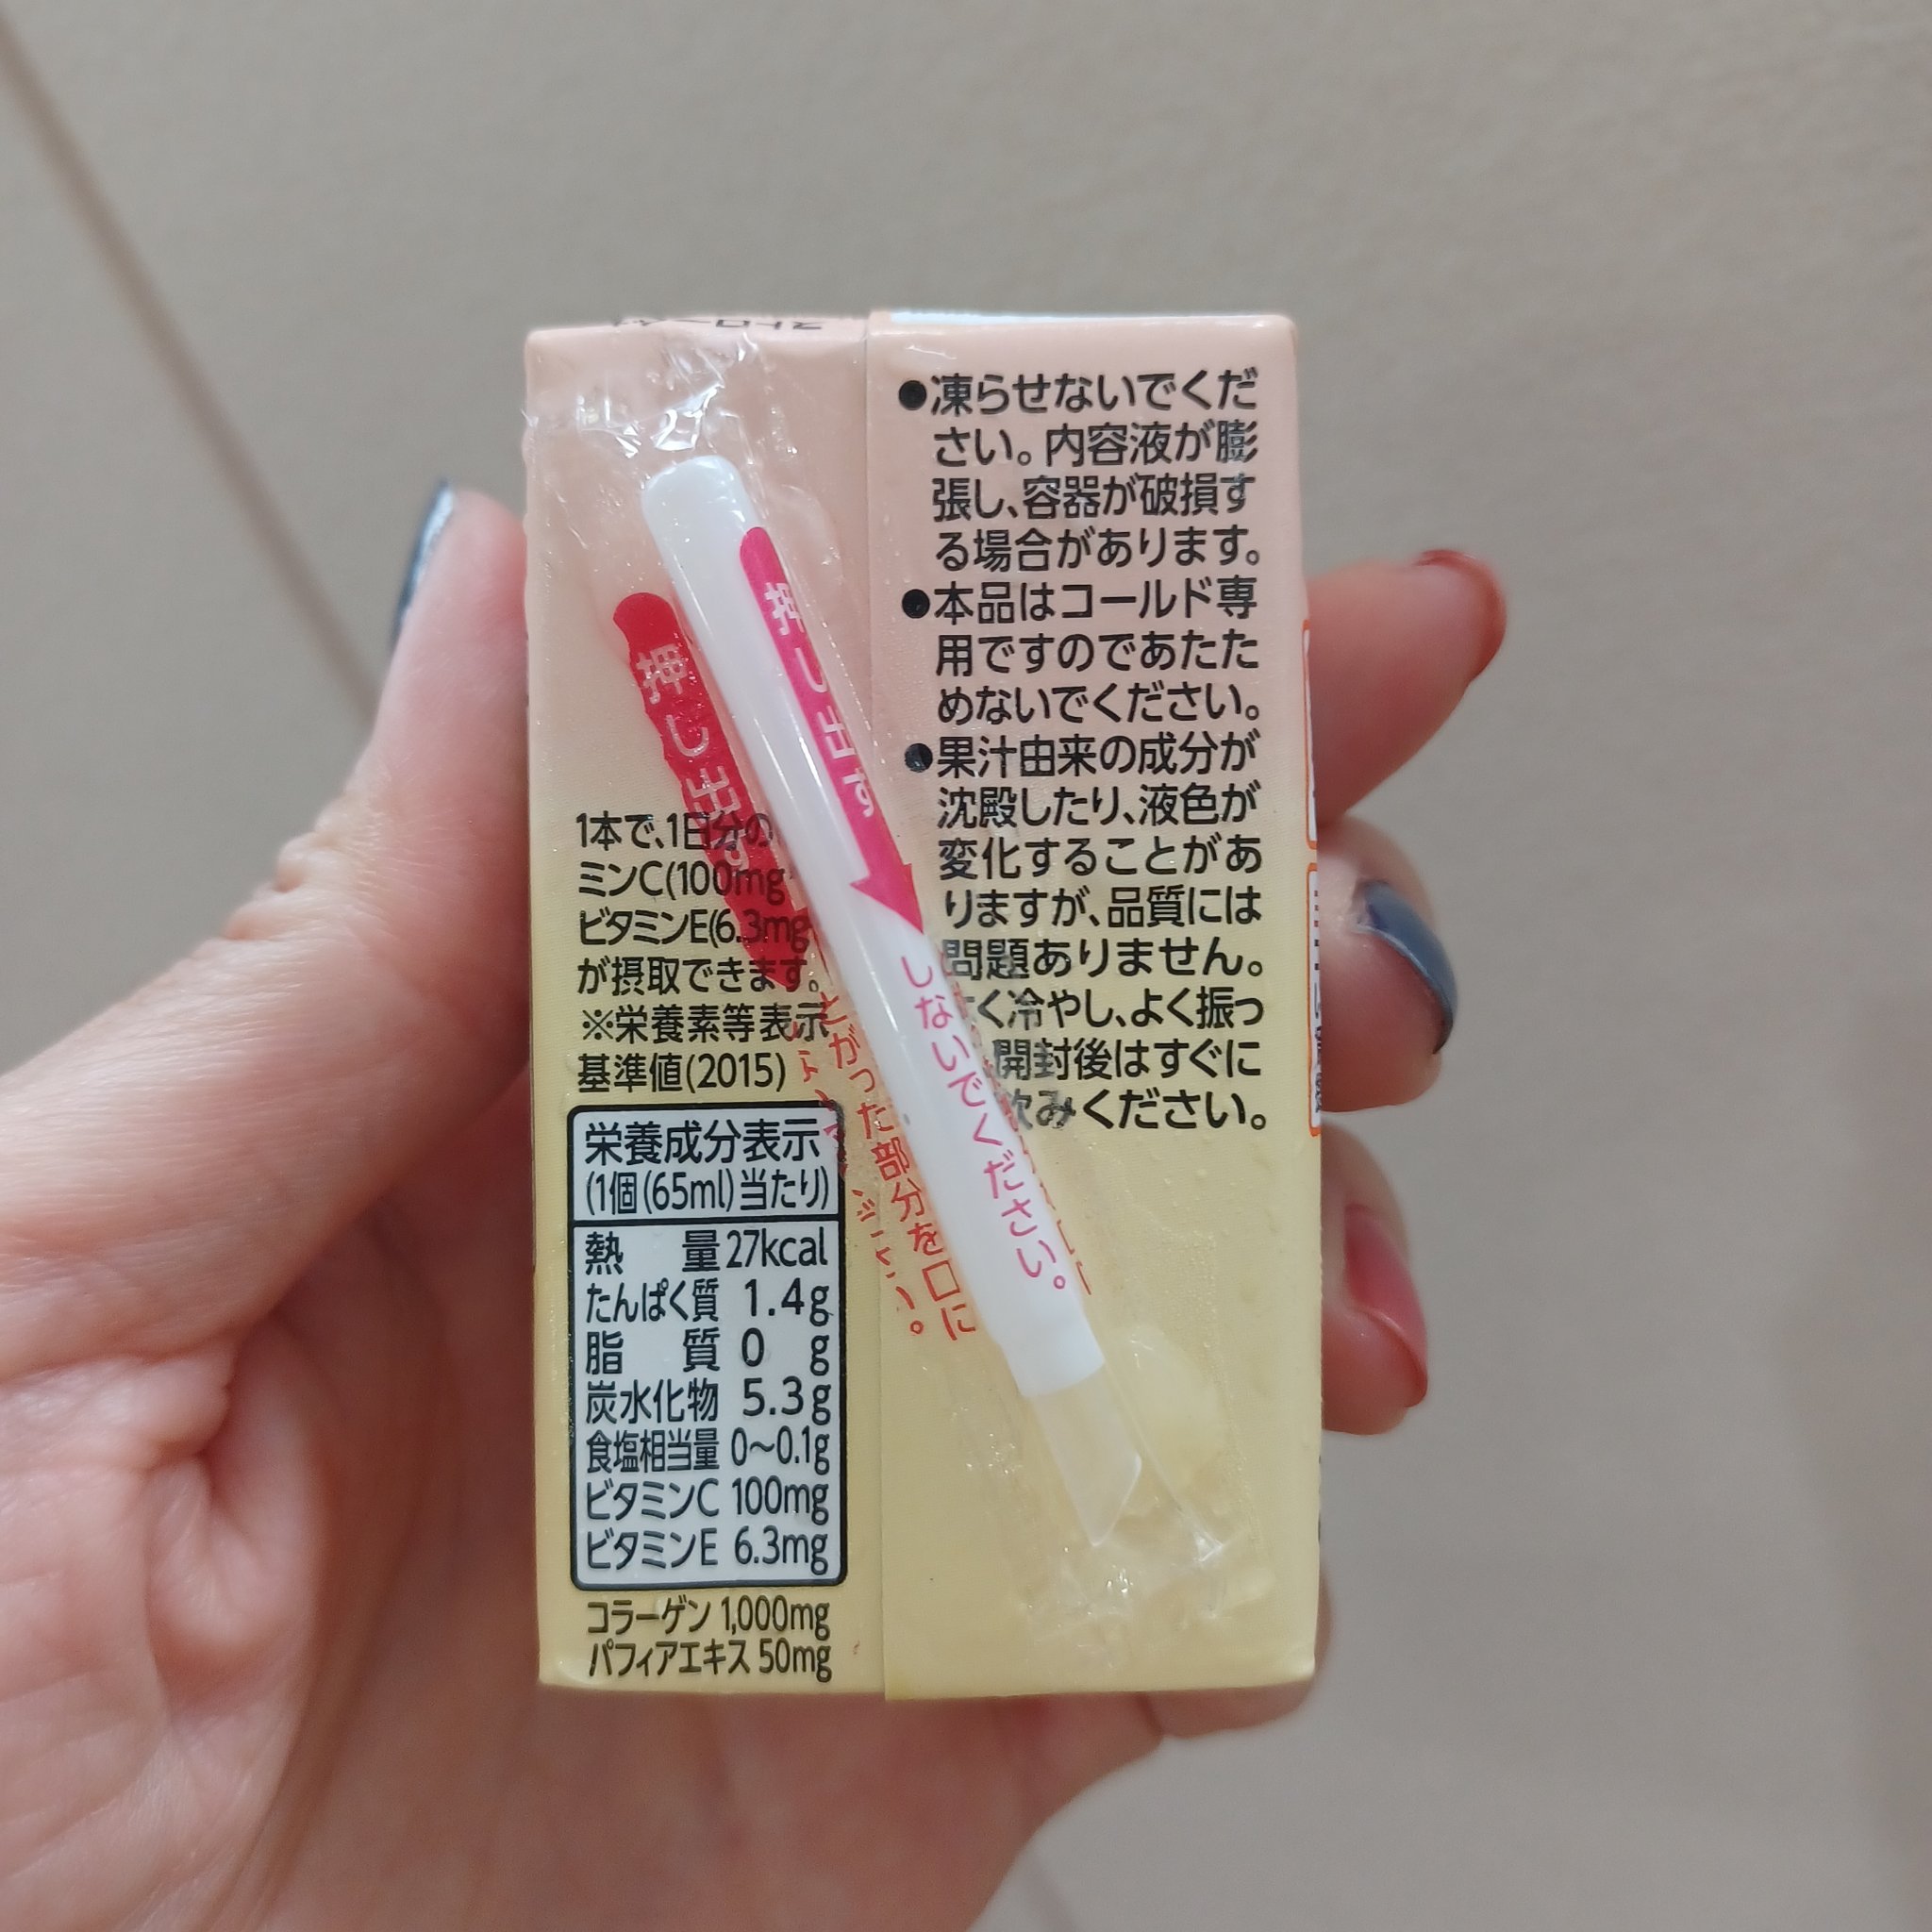 1本で、1日分の
ミンC(100mg
ビタミンE(6.3mg
が摂取できます。
※栄養素等表示
基準値(2015)
栄養成分表示
(1個(65ml)当たり)
熱量 27kcal
たんぱく質 1.4g
脂質 0 g
炭水化物 5.3g
食塩相当量 0〜0.1g
ビタミンC 100mg
ビタミンE 6.3mg
コラーゲン 1,000mg
パフィアエキス 50mg
押し出す
押し出す
とがった部分を口に
しないでください。
●凍らせないでくだ
さい。内容液が膨
張し、容器が破損す
る場合があります。
●本品はコールド専
用ですのであたた
めないでください。
●果汁由来の成分が
沈殿したり、液色が
変化することがあ
りますが、品質には
問題ありません。
く冷やし、よく振っ
開封後はすぐに
飲みください。